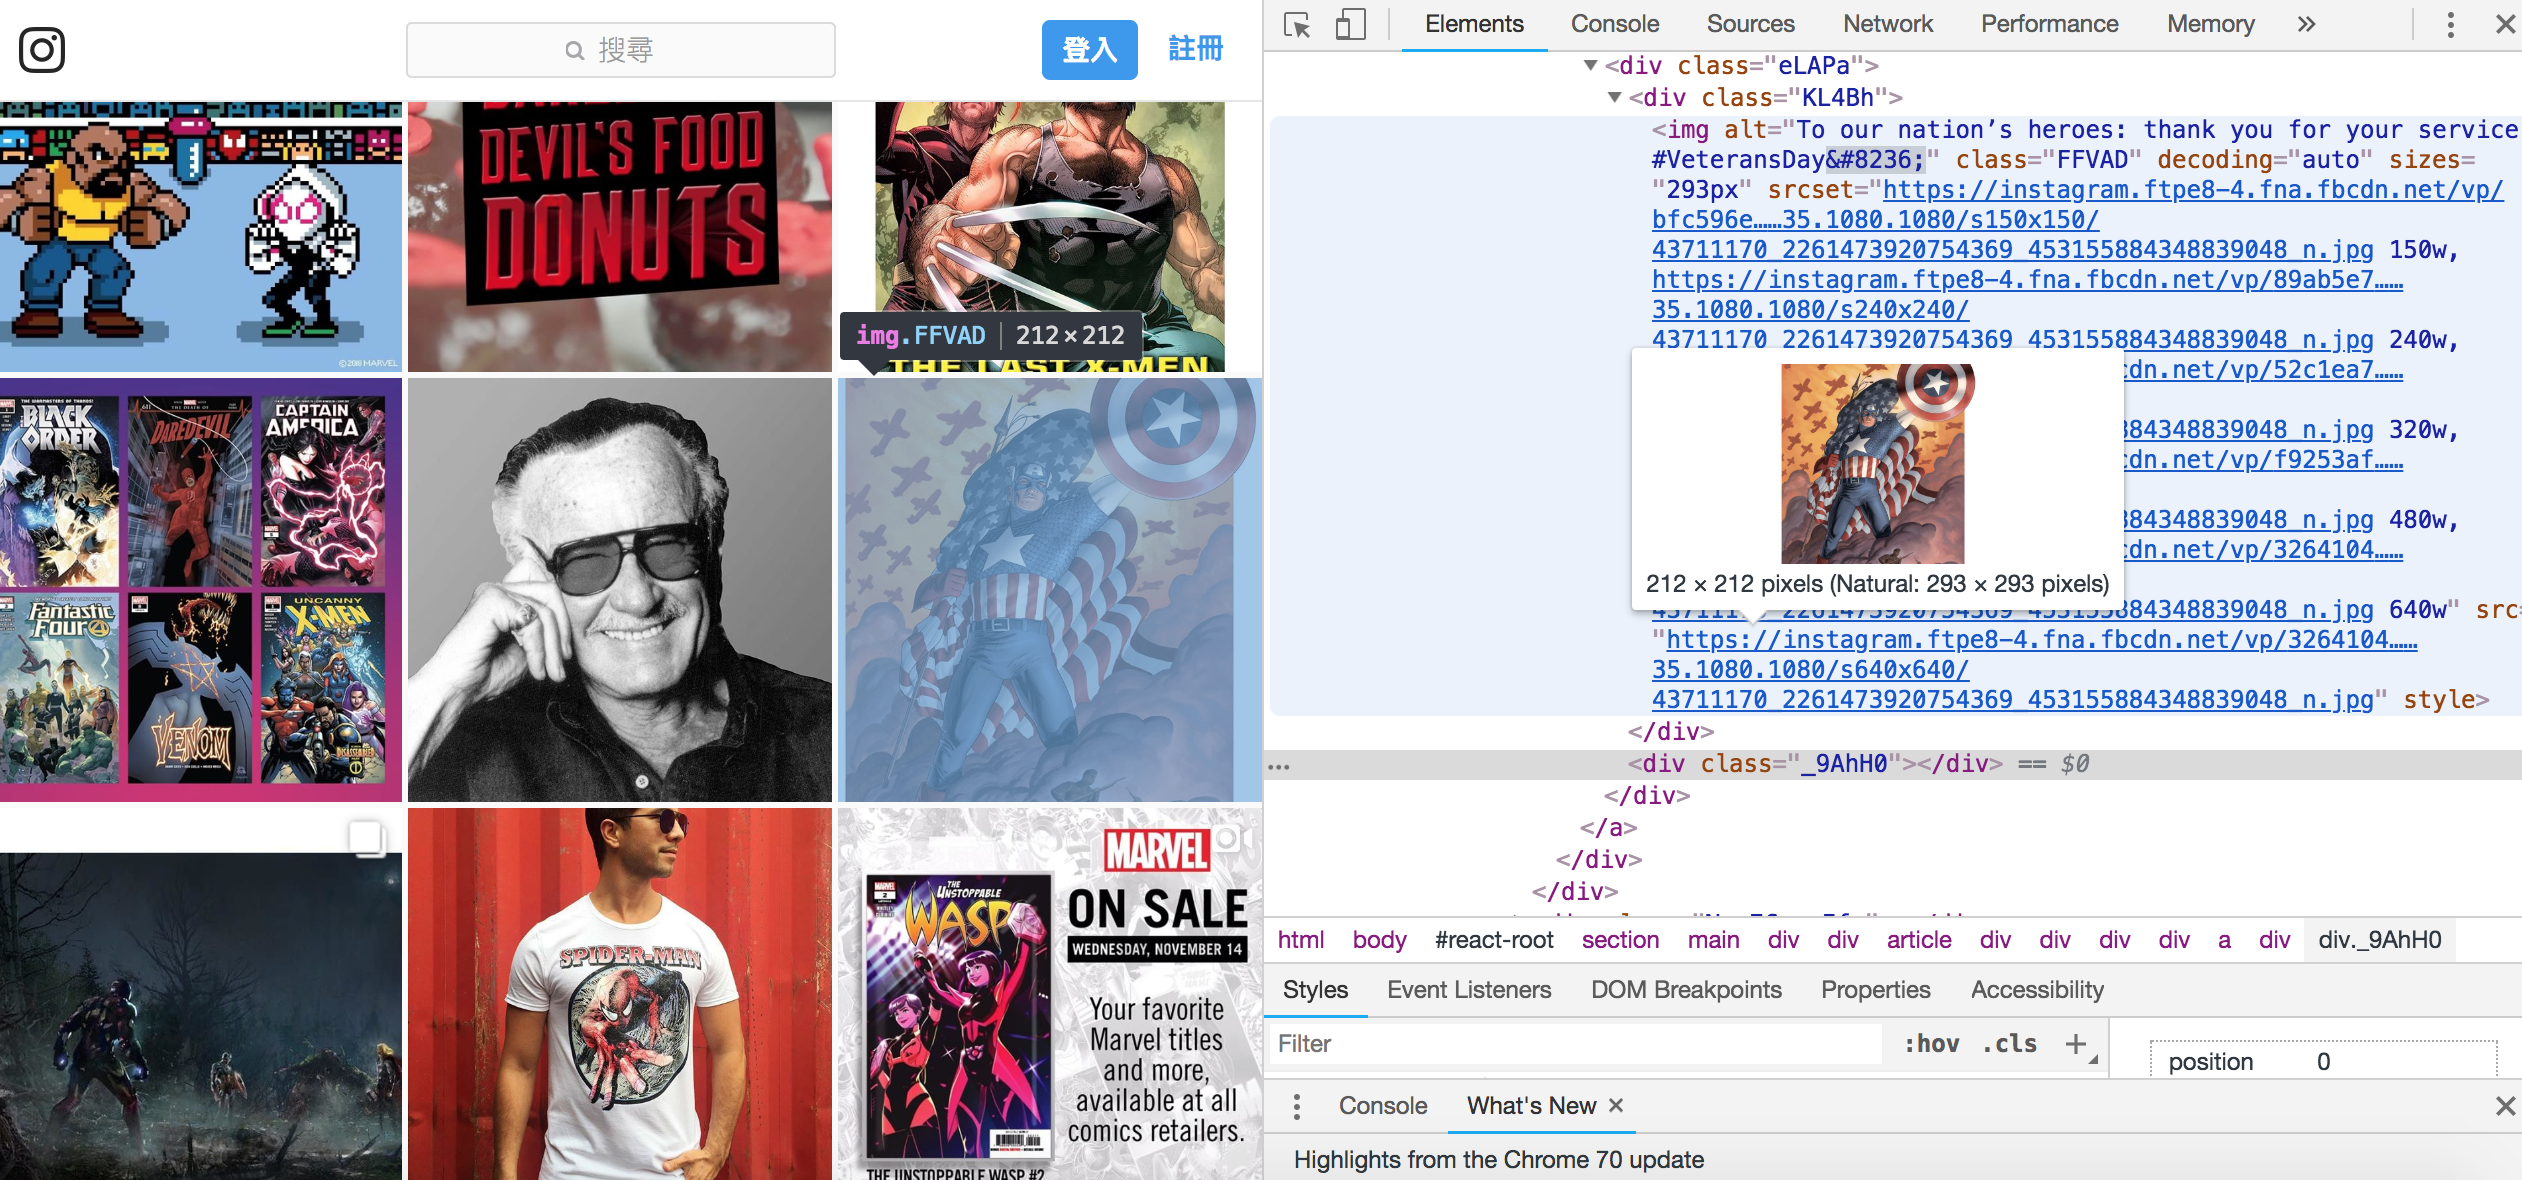 搜尋
登入
註冊
©2018 MARVEL
DEVIL'S FOOD
DONUTS
THE LAST X-MEN
img.FFVAD 212×212
BLACK
ORDER
DAREDEVIL
CAPTAIN
AMERICA
Fantastic
Four
VENOM
UNCANNY
X-MEN
DISASSEMBLED
SPIDER-MAN
MARVEL
ON SALE
WEDNESDAY, NOVEMBER 14
THE
UNSTOPPABLE
WASP
Your favorite
Marvel titles
and more,
available at all
comics retailers.
THE UNSTOPPABLE WASP #2
Elements Console Sources Network Performance Memory »
<div class="eLAPa">
<div class="KL4Bh">
<img alt="To our nation’s heroes: thank you for your service
#VeteransDay&#8236;" class="FFVAD" decoding="auto" sizes=
"293px" srcset="https://instagram.ftpe8-4.fna.fbcdn.net/vp/
bfc596e……35.1080.1080/s150x150/
43711170_2261473920754369_453155884348839048_n.jpg 150w,
https://instagram.ftpe8-4.fna.fbcdn.net/vp/89ab5e7……
35.1080.1080/s240x240/
43711170_2261473920754369_453155884348839048_n.jpg 240w,
cdn.net/vp/52c1ea7……
84348839048_n.jpg 320w,
cdn.net/vp/f9253af……
84348839048_n.jpg 480w,
cdn.net/vp/3264104……
212 × 212 pixels (Natural: 293 × 293 pixels)
43711170_2261473920754369_453155884348839048_n.jpg 640w" src=
"https://instagram.ftpe8-4.fna.fbcdn.net/vp/3264104……
35.1080.1080/s640x640/
43711170_2261473920754369_453155884348839048_n.jpg" style>
</div>
… <div class="_9AhH0"></div> == $0
</div>
</a>
</div>
</div>
html body #react-root section main div div article div div div div a div div._9AhH0
Styles Event Listeners DOM Breakpoints Properties Accessibility
Filter :hov .cls +
position 0
Console What's New ×
Highlights from the Chrome 70 update